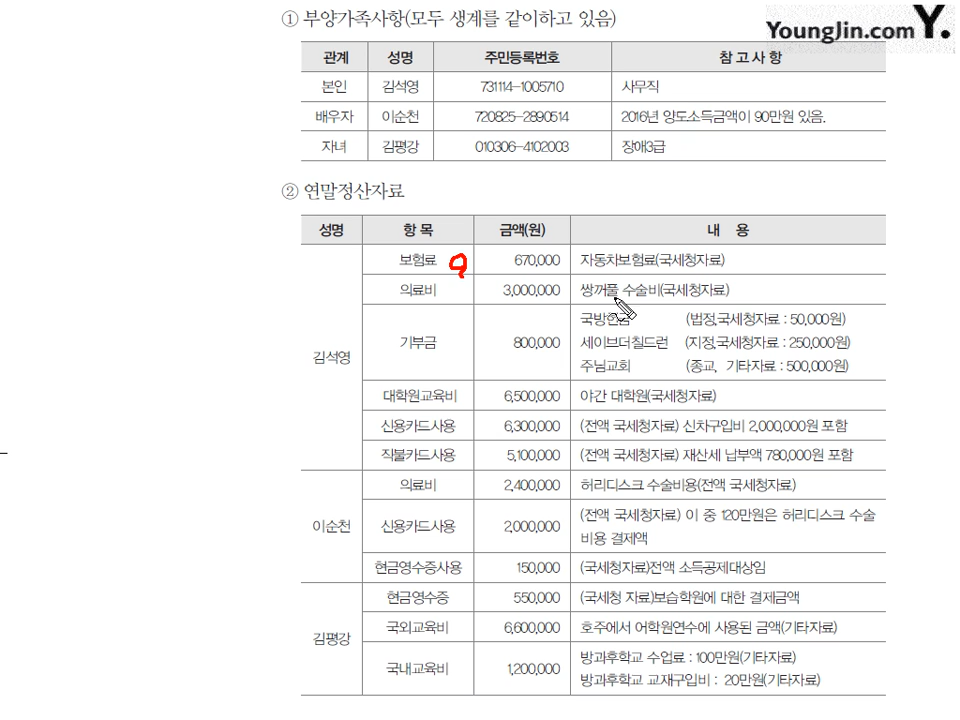 ① 부양가족사항(모두 생계를 같이하고 있음)
YoungJin.com Y.
관계 성명 주민등록번호 참고사항
본인 김석영 731114-1005710 사무직
배우자 이순천 720825-2890514 2016년 양도소득금액이 90만원 있음.
자녀 김평강 010306-4102003 장애3급
② 연말정산자료
성명 항목 금액(원) 내 용
김석영
보험료 670,000 자동차보험료(국세청자료)
의료비 3,000,000 쌍꺼풀 수술비(국세청자료)
기부금 800,000
국방헌금 (법정,국세청자료 : 50,000원)
세이브더칠드런 (지정,국세청자료 : 250,000원)
주님교회 (종교, 기타자료 : 500,000원)
대학원교육비 6,500,000 야간 대학원(국세청자료)
신용카드사용 6,300,000 (전액 국세청자료) 신차구입비 2,000,000원 포함
직불카드사용 5,100,000 (전액 국세청자료) 재산세 납부액 780,000원 포함
이순천
의료비 2,400,000 허리디스크 수술비용(전액 국세청자료)
신용카드사용 2,000,000 (전액 국세청자료) 이 중 120만원은 허리디스크 수술
비용 결제액
현금영수증사용 150,000 (국세청자료)전액 소득공제대상임
김평강
현금영수증 550,000 (국세청 자료)보습학원에 대한 결제금액
국외교육비 6,600,000 호주에서 어학원연수에 사용된 금액(기타자료)
국내교육비 1,200,000
방과후학교 수업료 : 100만원(기타자료)
방과후학교 교재구입비 : 20만원(기타자료)